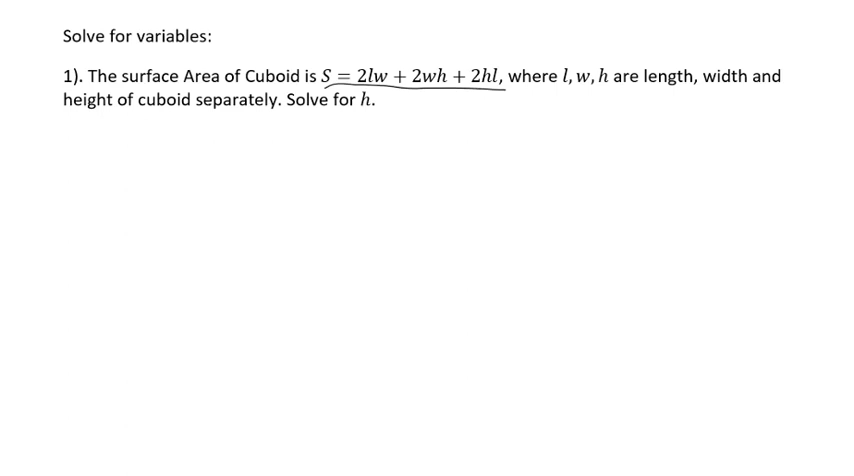 Solve for variables:
1). The surface Area of Cuboid is S = 2lw + 2wh + 2hl, where l, w, h are length, width and
height of cuboid separately. Solve for h.